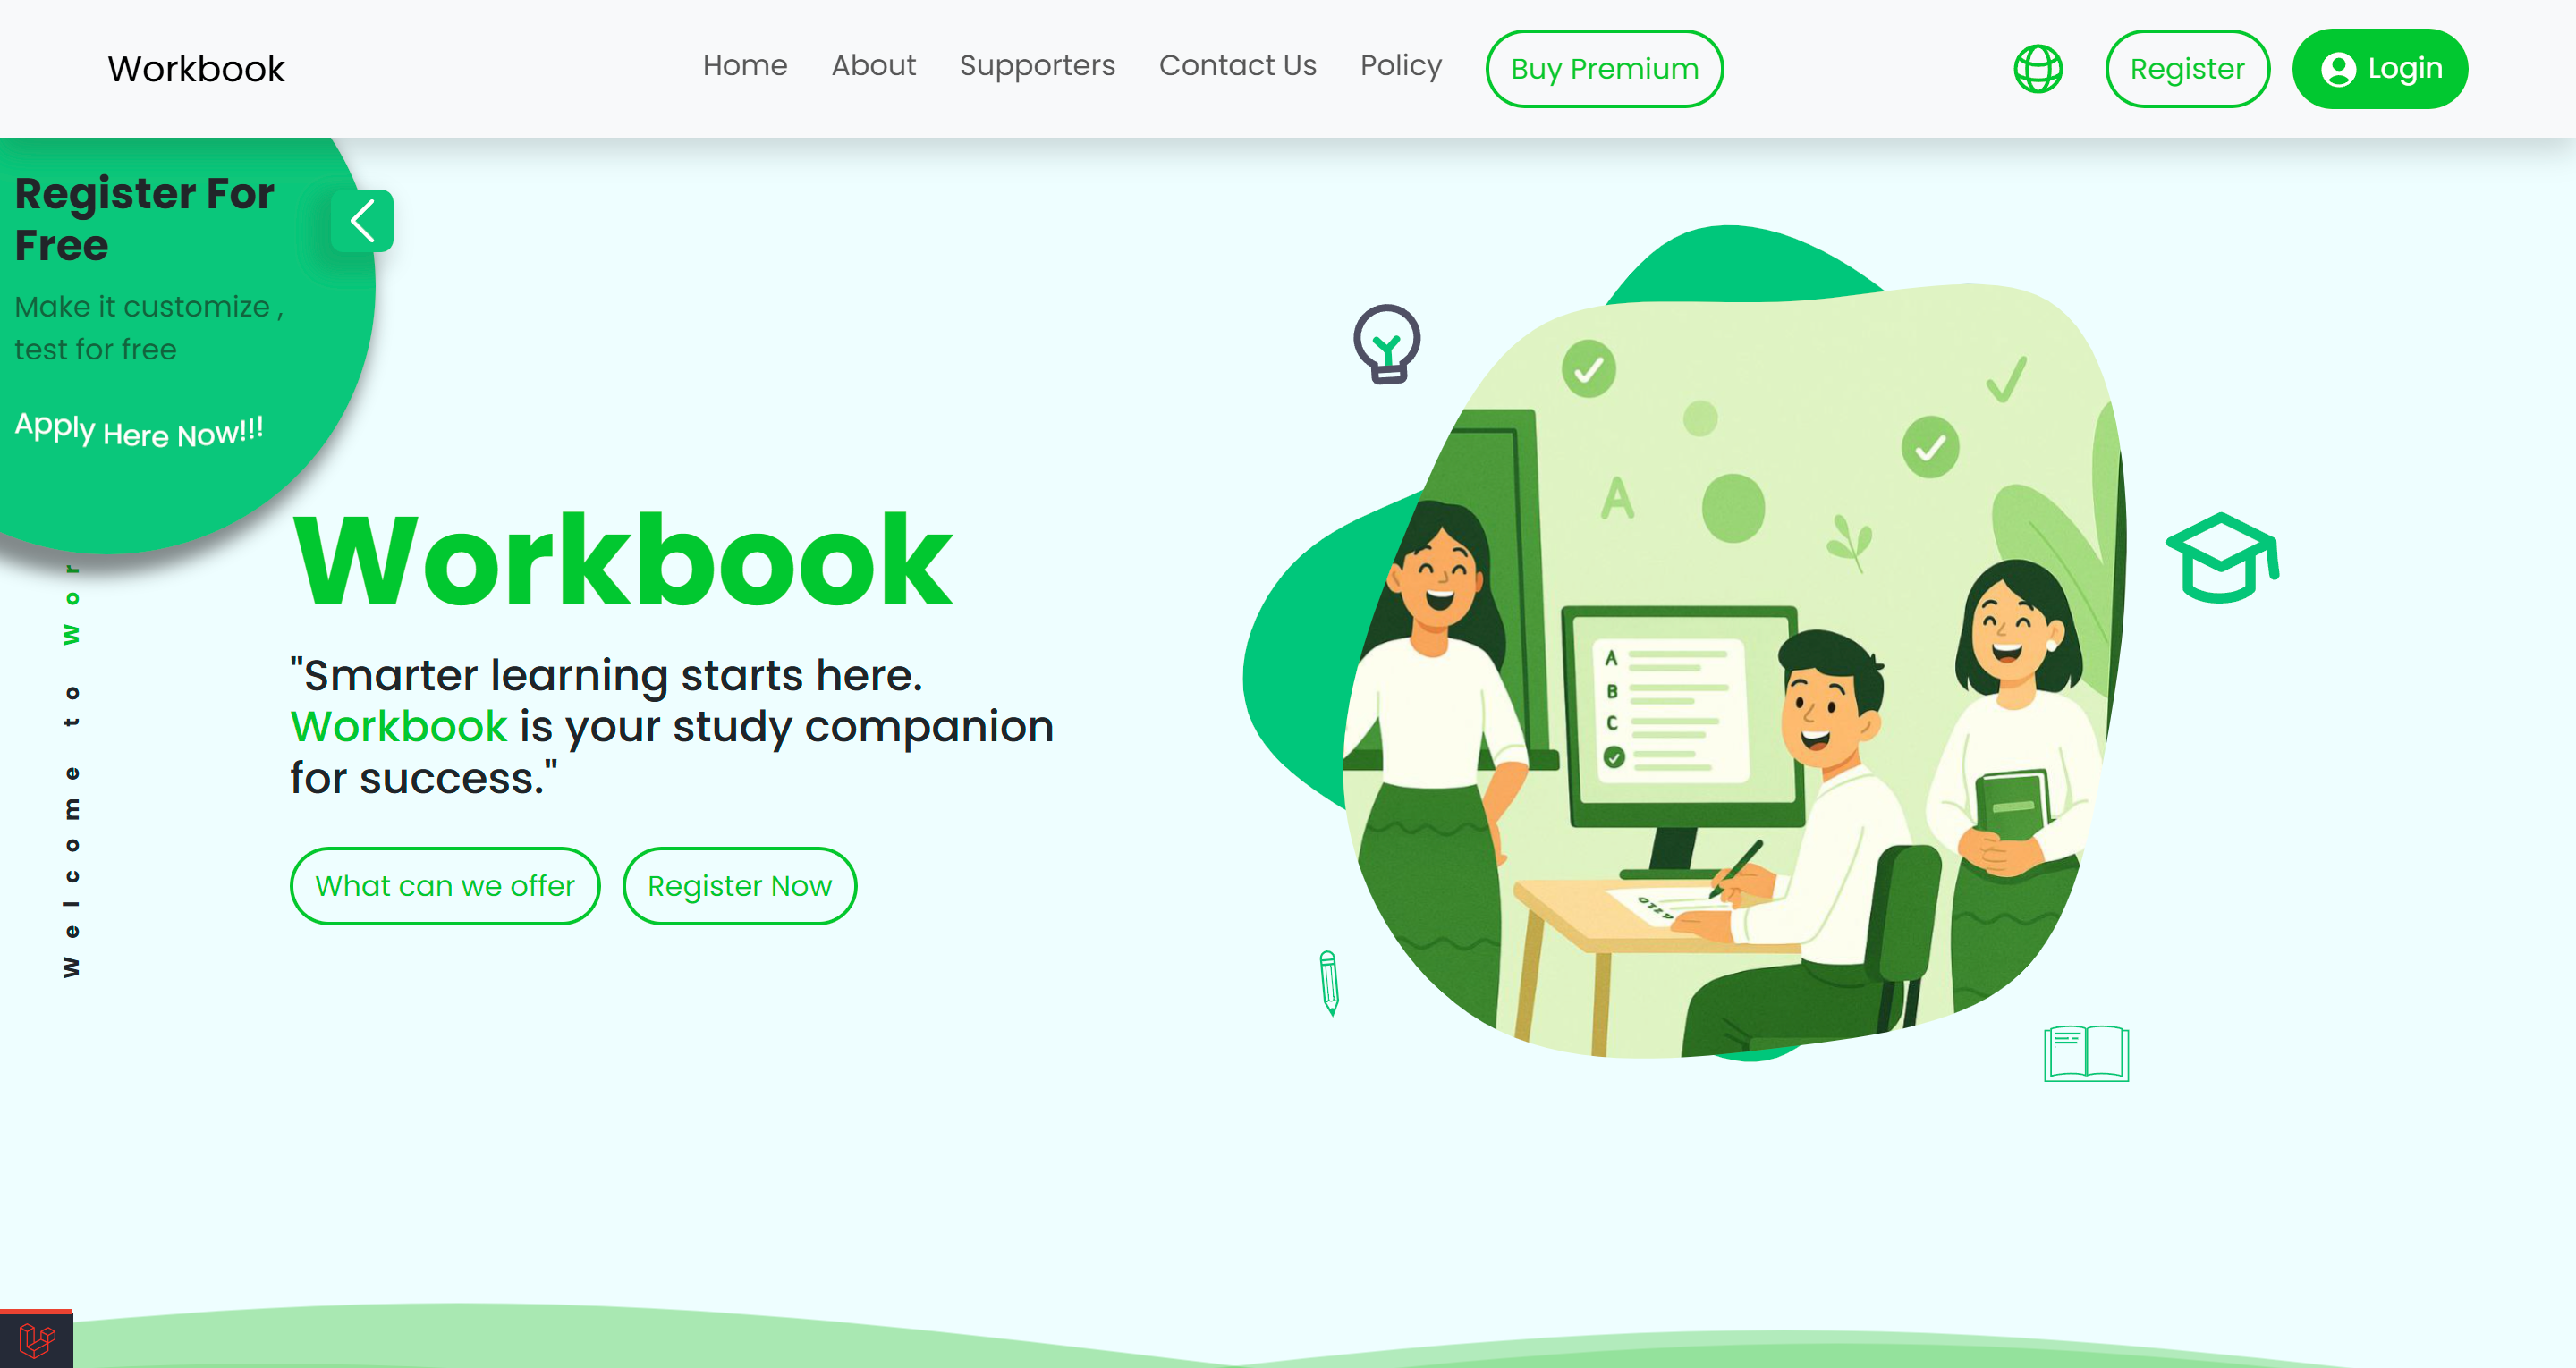 Workbook
Home
About
Supporters
Contact Us
Policy
Buy Premium
Register
Login
Register For
Free
Make it customize ,
test for free
Apply Here Now!!!
Welcome to Wor
Workbook
"Smarter learning starts here.
Workbook is your study companion
for success."
What can we offer
Register Now
A
A
B
C